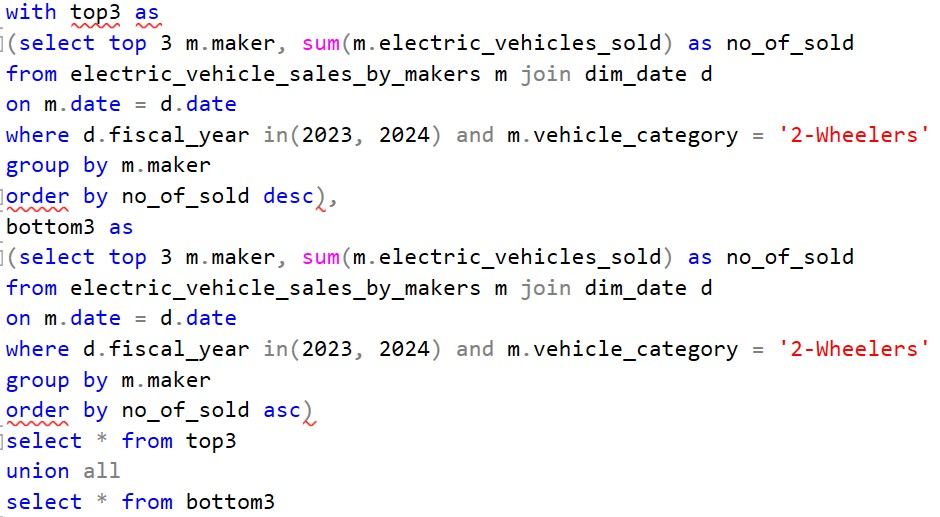 with top3 as
(select top 3 m.maker, sum(m.electric_vehicles_sold) as no_of_sold
from electric_vehicle_sales_by_makers m join dim_date d
on m.date = d.date
where d.fiscal_year in(2023, 2024) and m.vehicle_category = '2-Wheelers'
group by m.maker
order by no_of_sold desc),
bottom3 as
(select top 3 m.maker, sum(m.electric_vehicles_sold) as no_of_sold
from electric_vehicle_sales_by_makers m join dim_date d
on m.date = d.date
where d.fiscal_year in(2023, 2024) and m.vehicle_category = '2-Wheelers'
group by m.maker
order by no_of_sold asc)
select * from top3
union all
select * from bottom3